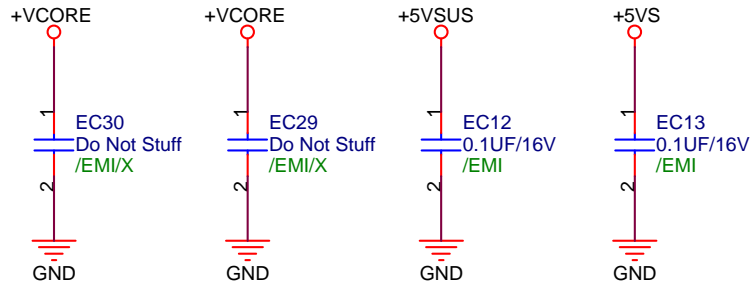 +VCORE
1
EC30
Do Not Stuff
/EMI/X
2
GND
+VCORE
1
EC29
Do Not Stuff
/EMI/X
2
GND
+5VSUS
1
EC12
0.1UF/16V
/EMI
2
GND
+5VS
1
EC13
0.1UF/16V
/EMI
2
GND